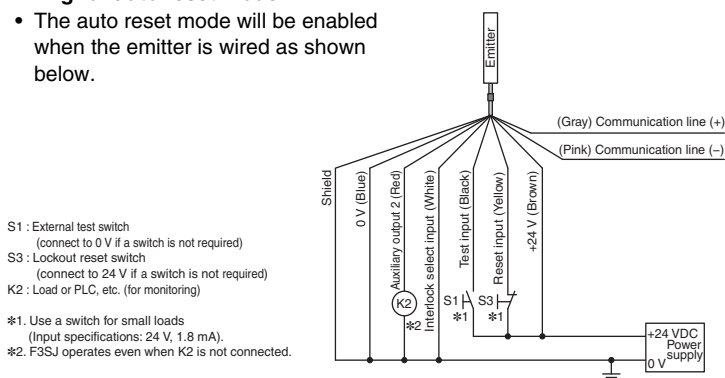 • The auto reset mode will be enabled
when the emitter is wired as shown
below.
Emitter
(Gray) Communication line (+)
(Pink) Communication line (−)
Shield
0 V (Blue)
Auxiliary output 2 (Red)
Interlock select input (White)
Test input (Black)
Reset input (Yellow)
+24 V (Brown)
S1 : External test switch
(connect to 0 V if a switch is not required)
S3 : Lockout reset switch
(connect to 24 V if a switch is not required)
K2 : Load or PLC, etc. (for monitoring)
*1. Use a switch for small loads
(Input specifications: 24 V, 1.8 mA).
*2. F3SJ operates even when K2 is not connected.
K2
*2
S1
*1
S3
*1
+24 VDC
Power
supply
0 V